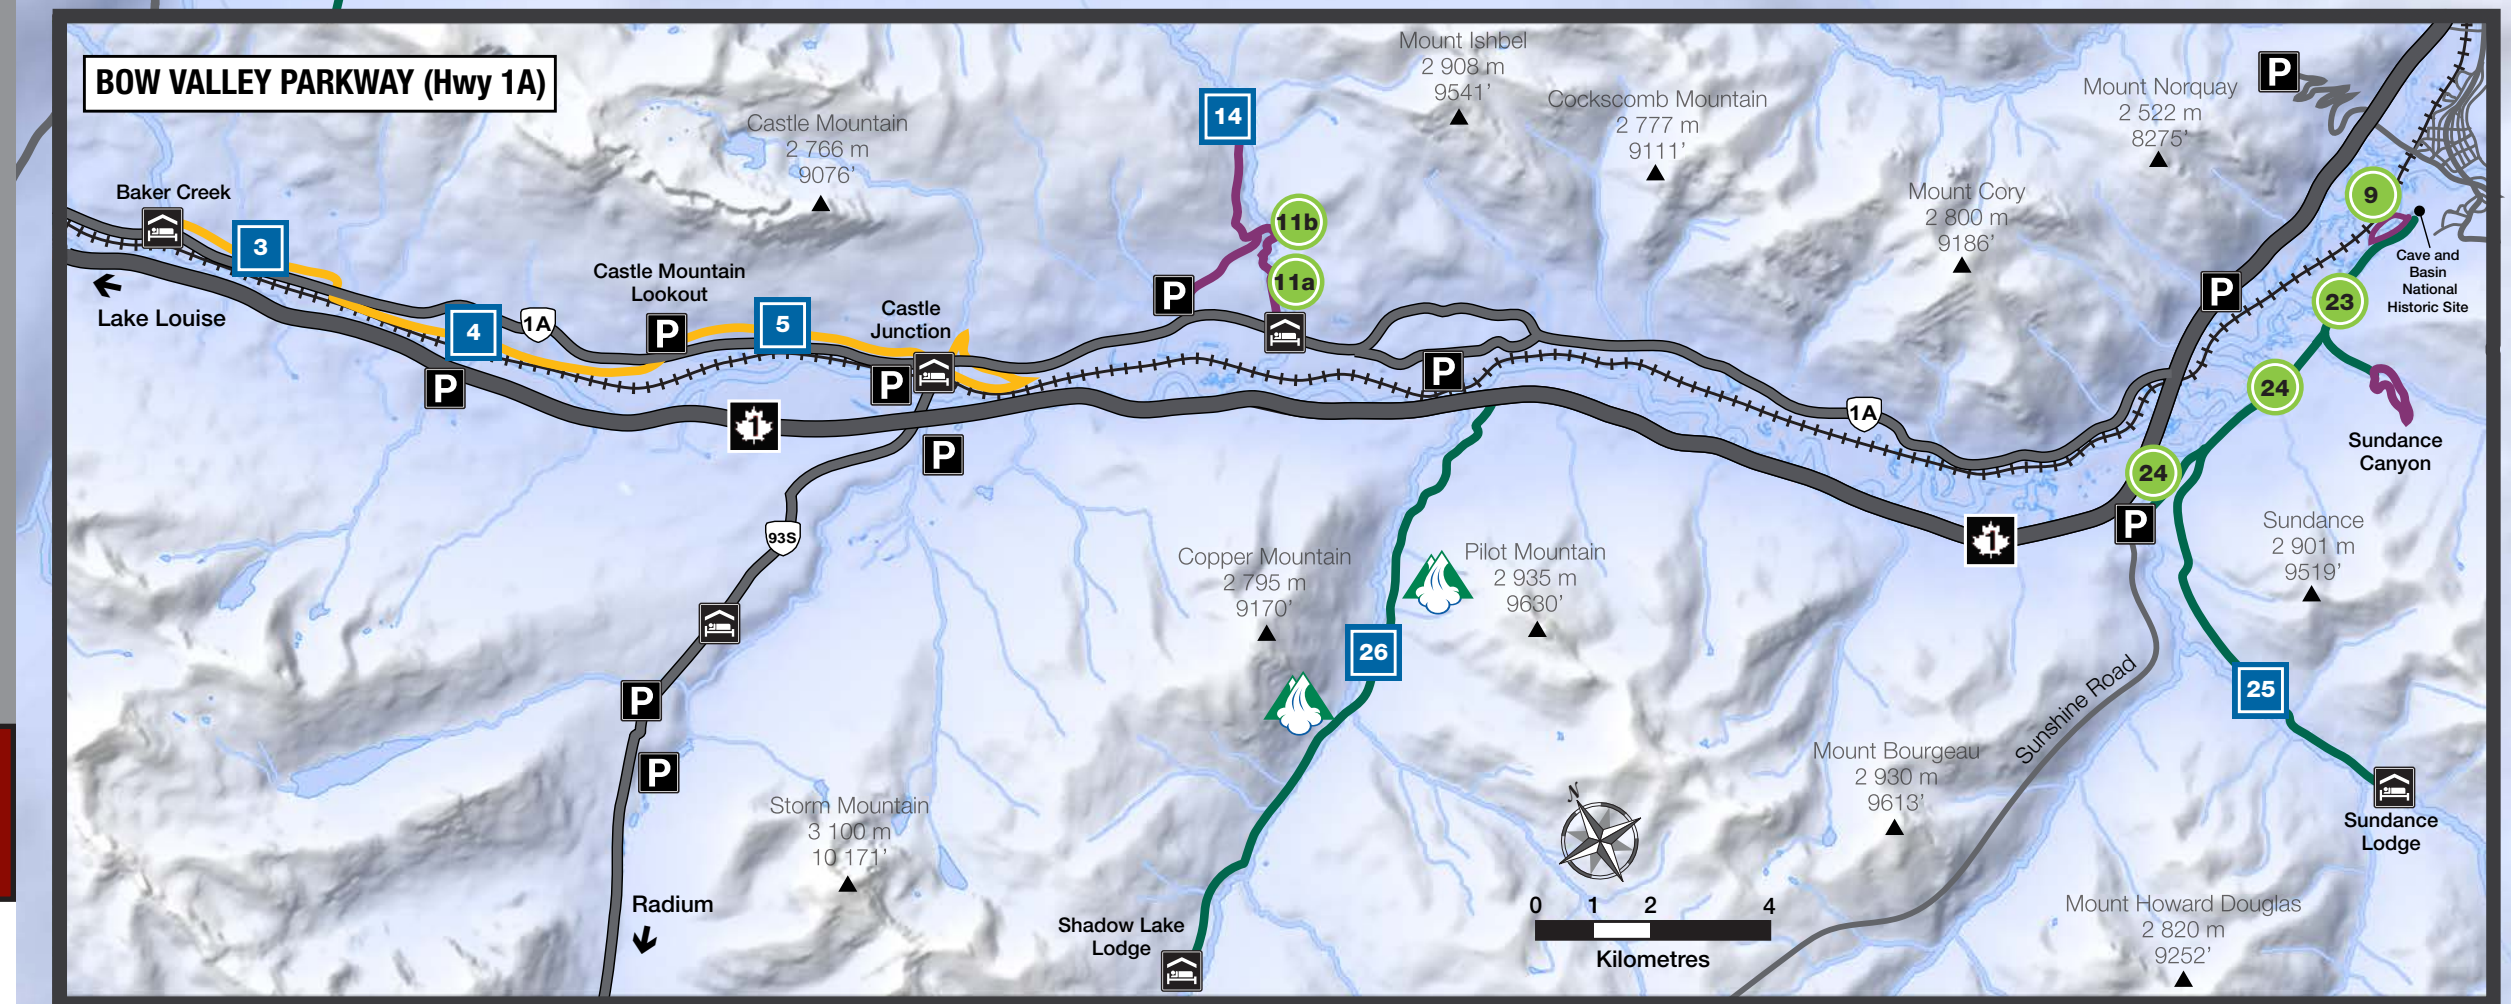 BOW VALLEY PARKWAY (Hwy 1A)
Mount Ishbel
2 908 m
9541’
Cockscomb Mountain
2 777 m
9111’
Mount Norquay
2 522 m
8275’
P
14
Castle Mountain
2 766 m
9076’
Mount Cory
2 800 m
9186’
9
Baker Creek
3
11b
11a
Cave and
Basin
National
Historic Site
Castle Mountain
Lookout
P
P
P
23
Lake Louise
4
1A
5
Castle
Junction
P
P
P
P
24
1
1A
Sundance
Canyon
P
24
93S
1
P
Sundance
2 901 m
9519’
Copper Mountain
2 795 m
9170’
Pilot Mountain
2 935 m
9630’
26
25
Sunshine Road
P
P
Storm Mountain
3 100 m
10 171’
Mount Bourgeau
2 930 m
9613’
N
Sundance
Lodge
Radium
Shadow Lake
Lodge
0 1 2 4
Kilometres
Mount Howard Douglas
2 820 m
9252’